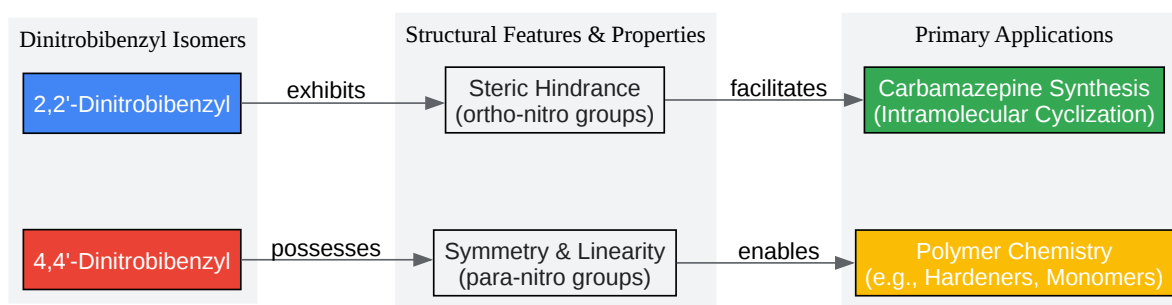 Dinitrobibenzyl Isomers
Structural Features & Properties
Primary Applications
2,2'-Dinitrobibenzyl
exhibits
Steric Hindrance
(ortho-nitro groups)
facilitates
Carbamazepine Synthesis
(Intramolecular Cyclization)
4,4'-Dinitrobibenzyl
possesses
Symmetry & Linearity
(para-nitro groups)
enables
Polymer Chemistry
(e.g., Hardeners, Monomers)